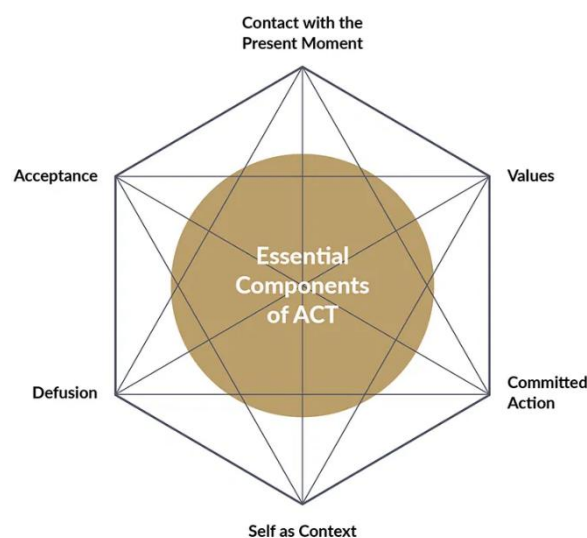 Contact with the
Present Moment
Acceptance
Values
Essential
Components
of ACT
Defusion
Committed
Action
Self as Context